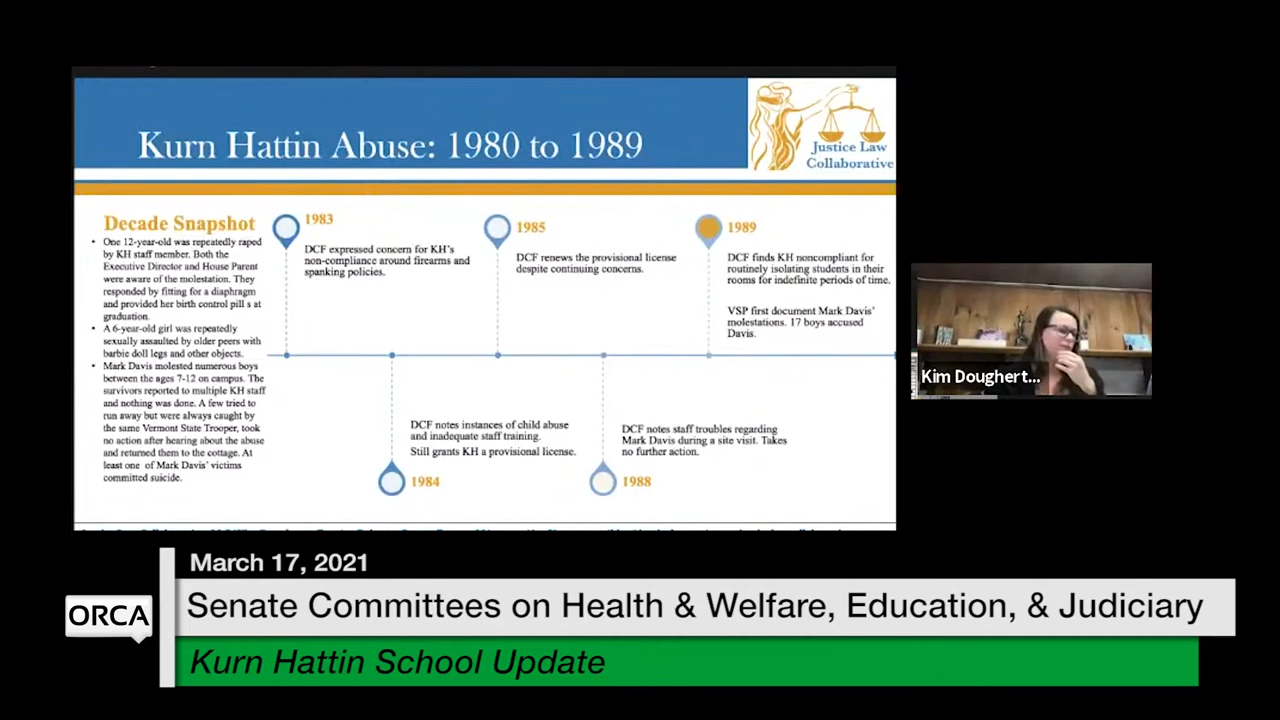 Kurn Hattin Abuse: 1980 to 1989
Justice Law
Collaborative
Decade Snapshot
• One 12-year-old was repeatedly raped
by KH staff member. Both the
Executive Director and House Parent
were aware of the molestation. They
responded by fitting for a diaphragm
and provided her birth control pill s at
graduation.
• A 6-year-old girl was repeatedly
sexually assaulted by older peers with
barbie doll legs and other objects.
• Mark Davis molested numerous boys
between the ages 7-12 on campus. The
survivors reported to multiple KH staff
and nothing was done. A few tried to
run away but were always caught by
the same Vermont State Trooper, took
no action after hearing about the abuse
and returned them to the cottage. At
least one of Mark Davis' victims
committed suicide.
1983
DCF expressed concern for KH's
non-compliance around firearms and
spanking policies.
1985
DCF renews the provisional license
despite continuing concerns.
1989
DCF finds KH noncompliant for
routinely isolating students in their
rooms for indefinite periods of time.
VSP first document Mark Davis'
molestations. 17 boys accused
Davis.
DCF notes instances of child abuse
and inadequate staff training.
Still grants KH a provisional license.
1984
DCF notes staff troubles regarding
Mark Davis during a site visit. Takes
no further action.
1988
Kim Doughert...
March 17, 2021
ORCA
Senate Committees on Health & Welfare, Education, & Judiciary
Kurn Hattin School Update